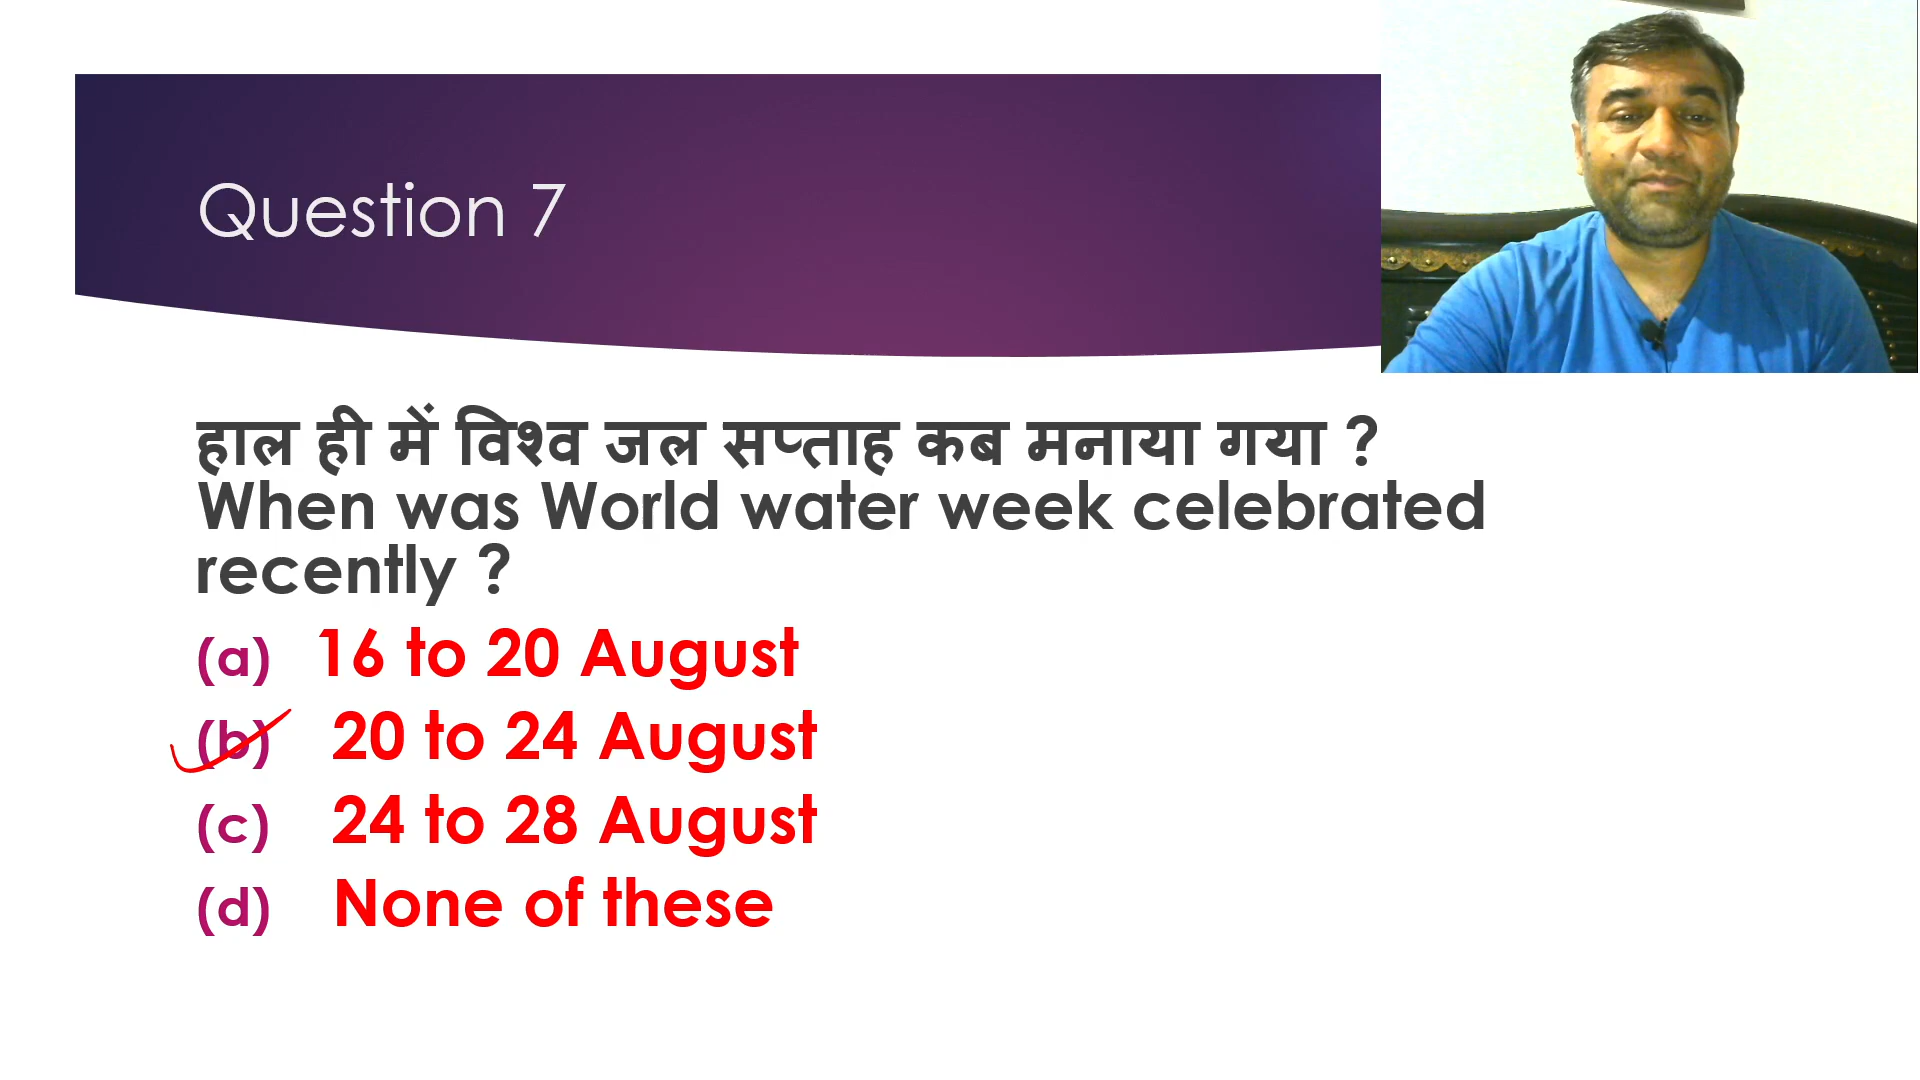 Question 7
हाल ही में विश्व जल सप्ताह कब मनाया गया ?
When was World water week celebrated
recently ?
(a) 16 to 20 August
(b) 20 to 24 August
(c) 24 to 28 August
(d) None of these